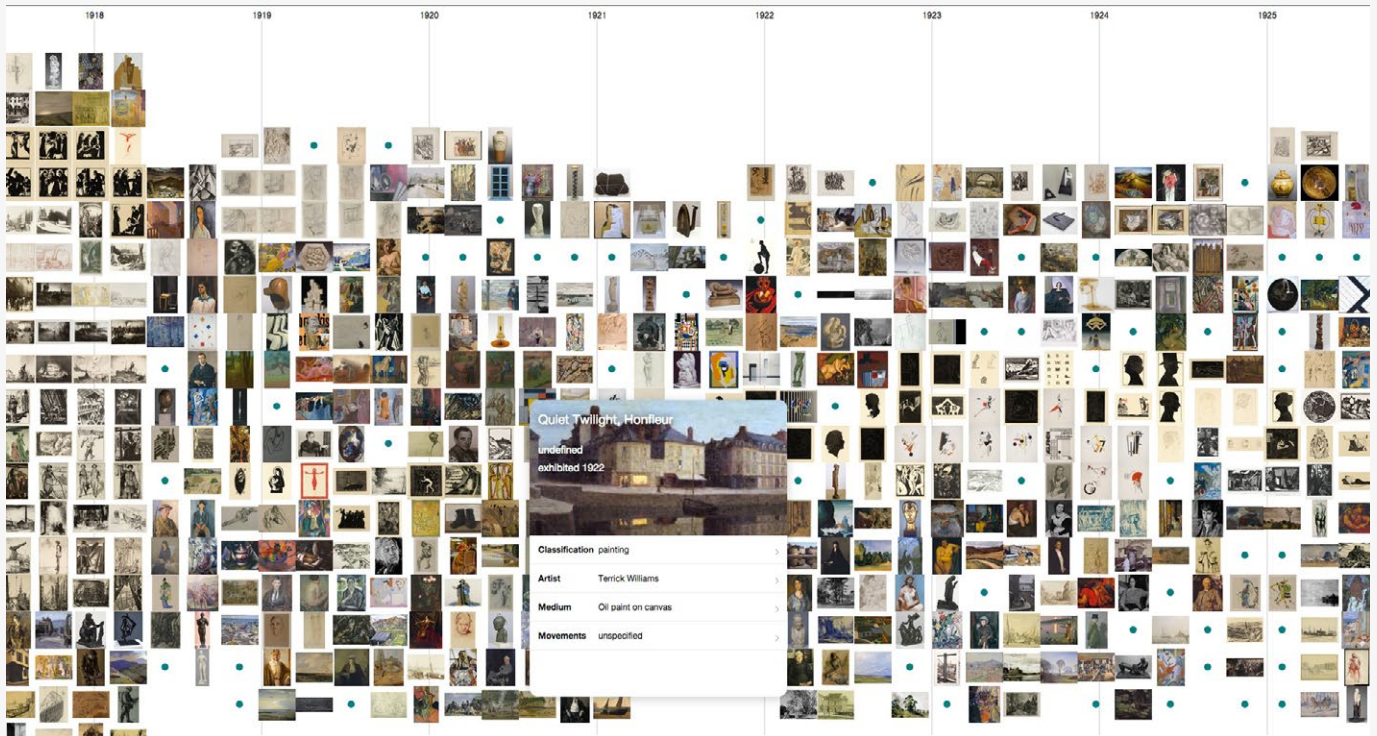 1918 1919 1920 1921 1922 1923 1924 1925
Quiet Twilight, Honfleur
undefined
exhibited 1922
Classification painting
Artist Terrick Williams
Medium Oil paint on canvas
Movements unspecified